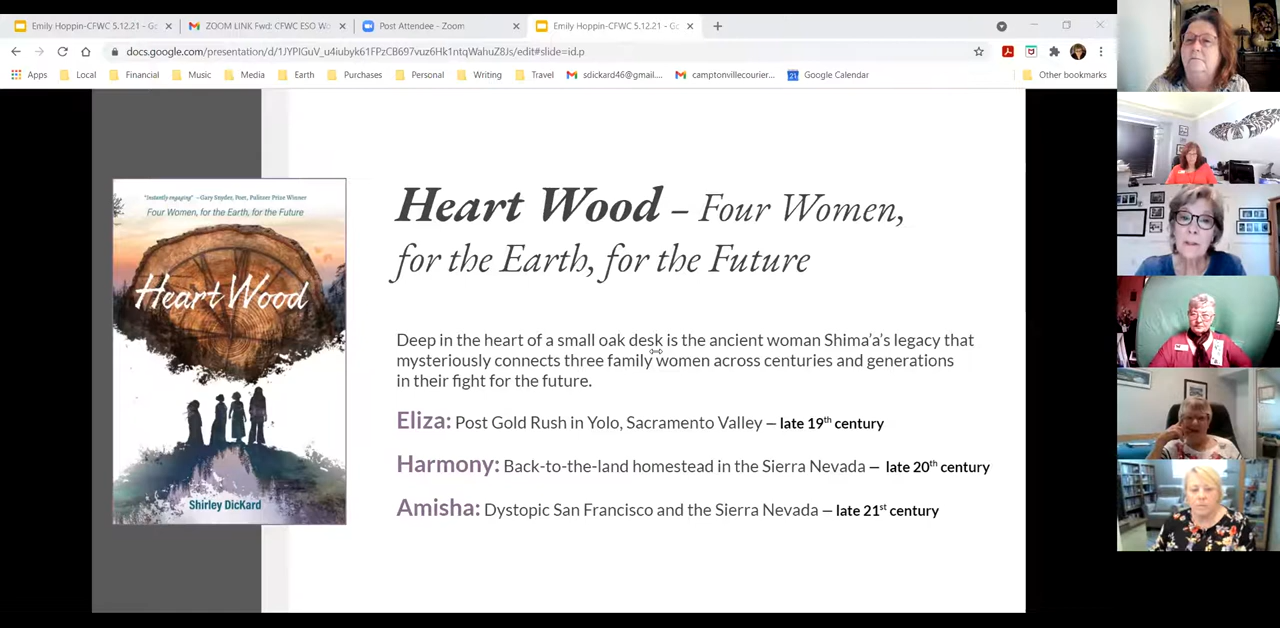 Emily Hoppin-CFWC 5.12.21 - Go
ZOOM LINK Fwd: CFWC ESO Wo
Post Attendee - Zoom
Emily Hoppin-CFWC 5.12.21 - Go
docs.google.com/presentation/d/1JYPIGuV_u4iubyk61FPzCB697vuz6Hk1ntqWahuZ8Js/edit#slide=id.p
Apps Local Financial Music Media Earth Purchases Personal Writing Travel sdickard46@gmail.... camptonvillecourier... Google Calendar Other bookmarks
"Instantly engaging" ~ Gary Snyder, Poet, Pulitzer Prize Winner
Four Women, for the Earth, for the Future
Heart Wood
Shirley DicKard
Heart Wood – Four Women,
for the Earth, for the Future
Deep in the heart of a small oak desk is the ancient woman Shima'a's legacy that
mysteriously connects three family women across centuries and generations
in their fight for the future.
Eliza: Post Gold Rush in Yolo, Sacramento Valley – late 19th century
Harmony: Back-to-the-land homestead in the Sierra Nevada – late 20th century
Amisha: Dystopic San Francisco and the Sierra Nevada – late 21st century